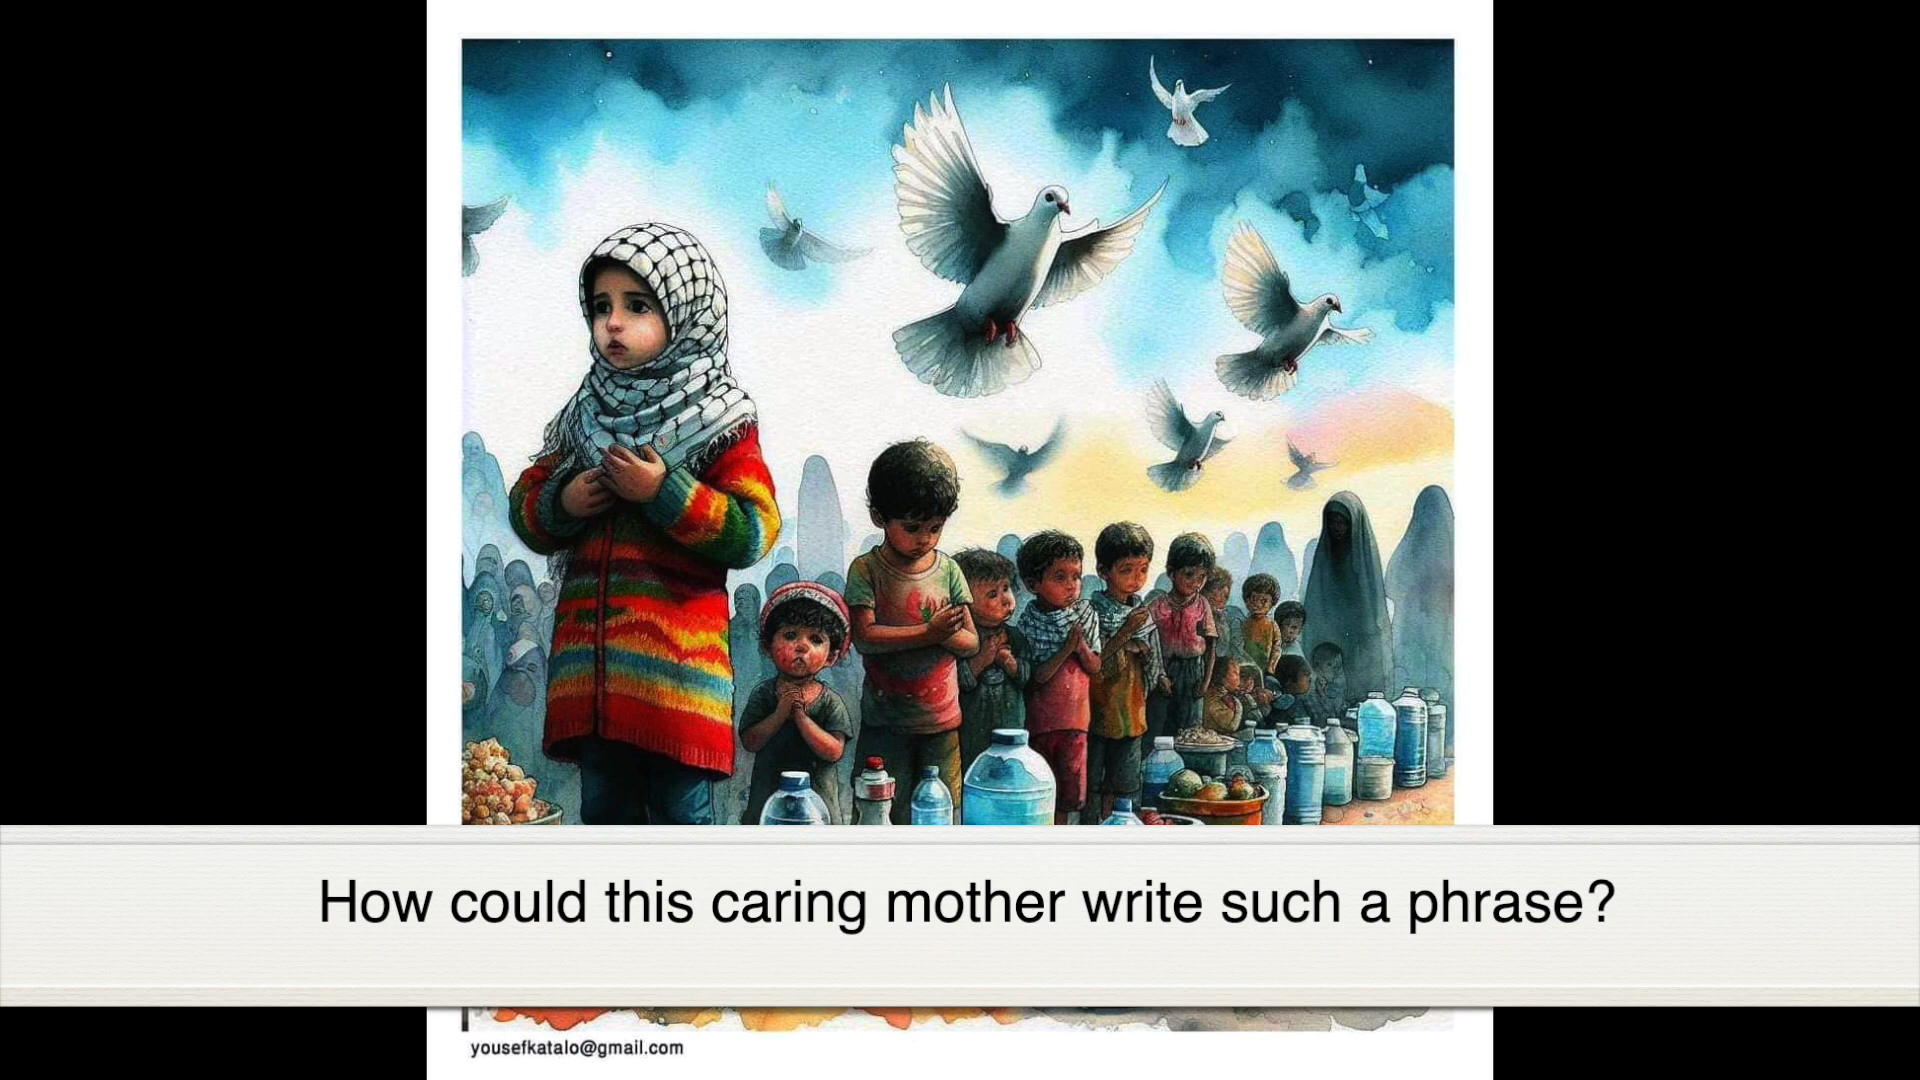 How could this caring mother write such a phrase?
yousefkatalo@gmail.com